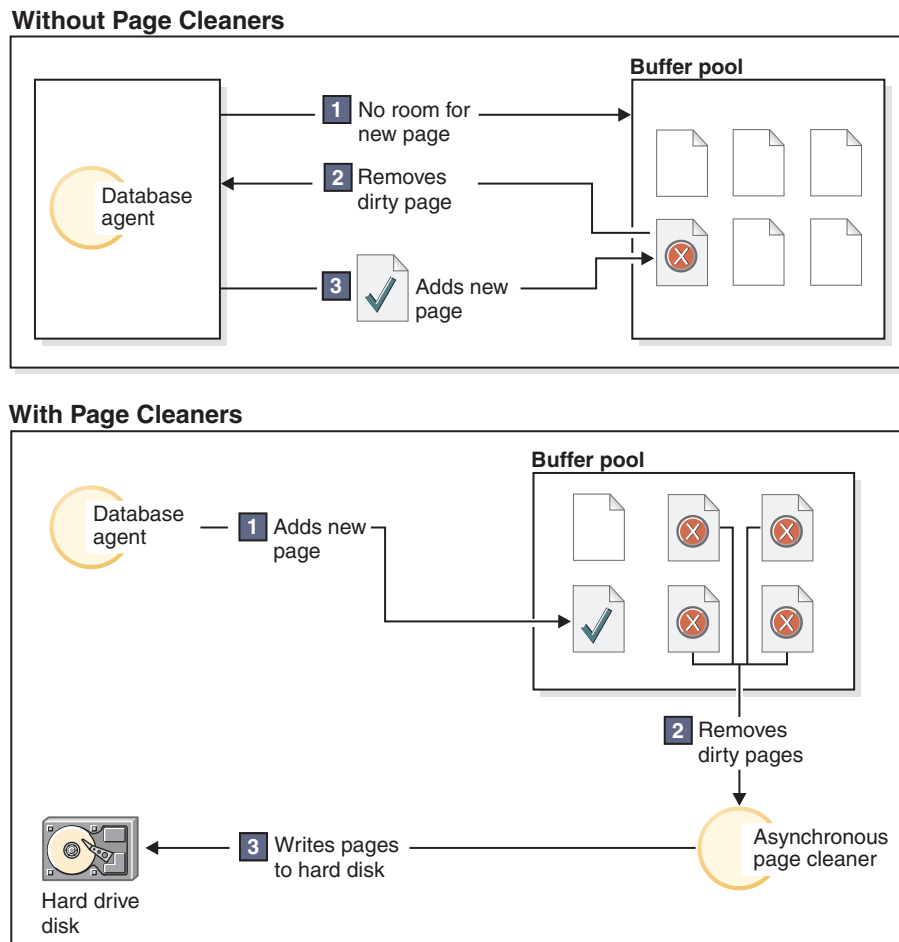 Without Page Cleaners
Buffer pool
1 No room for
new page
2 Removes
dirty page
Database
agent
3 Adds new
page
With Page Cleaners
Buffer pool
Database
agent
1 Adds new
page
2 Removes
dirty pages
3 Writes pages
to hard disk
Asynchronous
page cleaner
Hard drive
disk